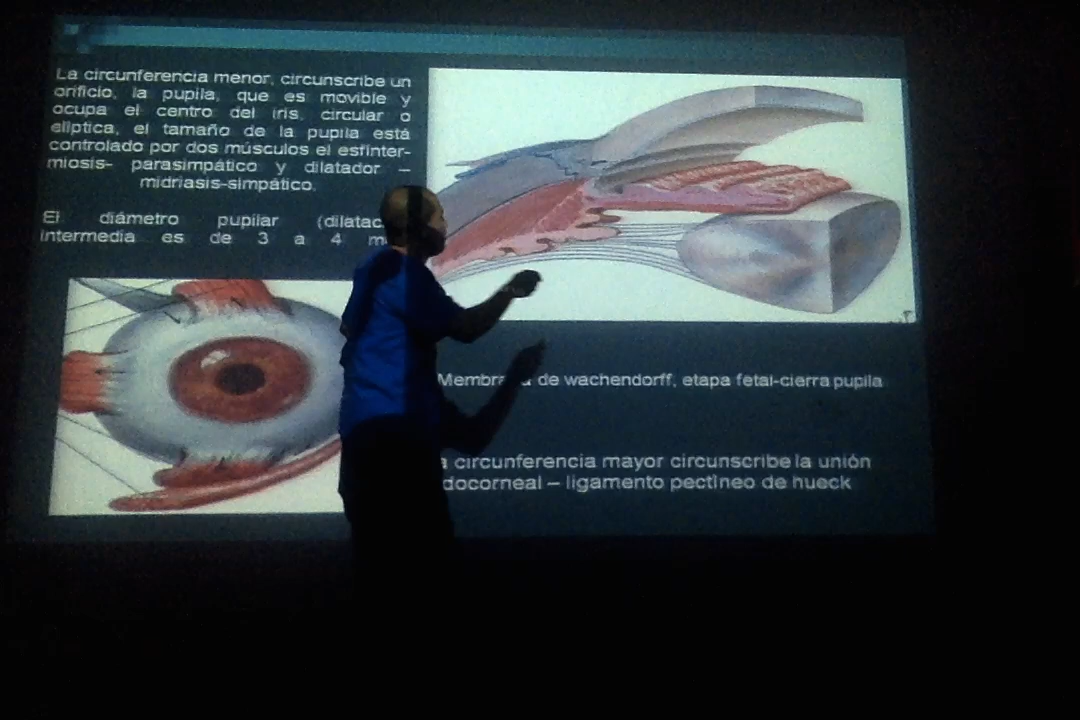 La circunferencia menor, circunscribe un
orificio, la pupila, que es movible y
ocupa el centro del iris, circular o
elíptica, el tamaño de la pupila está
controlado por dos músculos el esfínter-
miosis- parasimpático y dilatador –
midriasis-simpático.
El diámetro pupilar
intermedia es de 3 a 4
de wachendorff, etapa fetal-cierra pupila
circunferencia mayor circunscribe la unión
– ligamento pectíneo de hueck